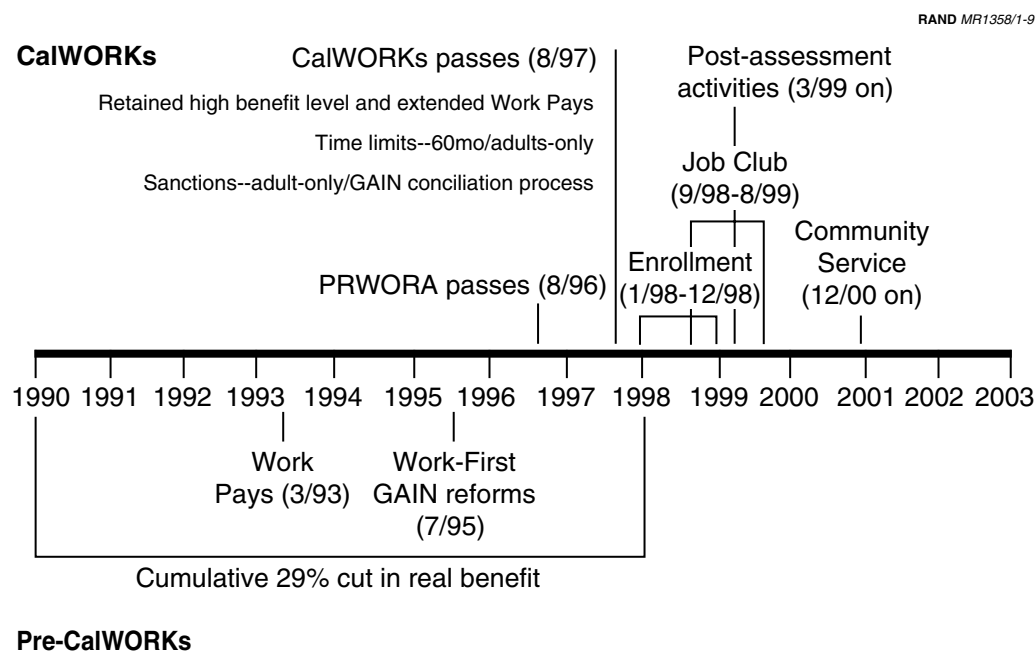 RAND MR1358/1-9
CalWORKs
CalWORKs passes (8/97)
Retained high benefit level and extended Work Pays
Time limits--60mo/adults-only
Sanctions--adult-only/GAIN conciliation process
Post-assessment
activities (3/99 on)
Job Club
(9/98-8/99)
PRWORA passes (8/96)
Enrollment
(1/98-12/98)
Community
Service
(12/00 on)
1990 1991 1992 1993 1994 1995 1996 1997 1998 1999 2000 2001 2002 2003
Work
Pays (3/93)
Work-First
GAIN reforms
(7/95)
Cumulative 29% cut in real benefit
Pre-CalWORKs